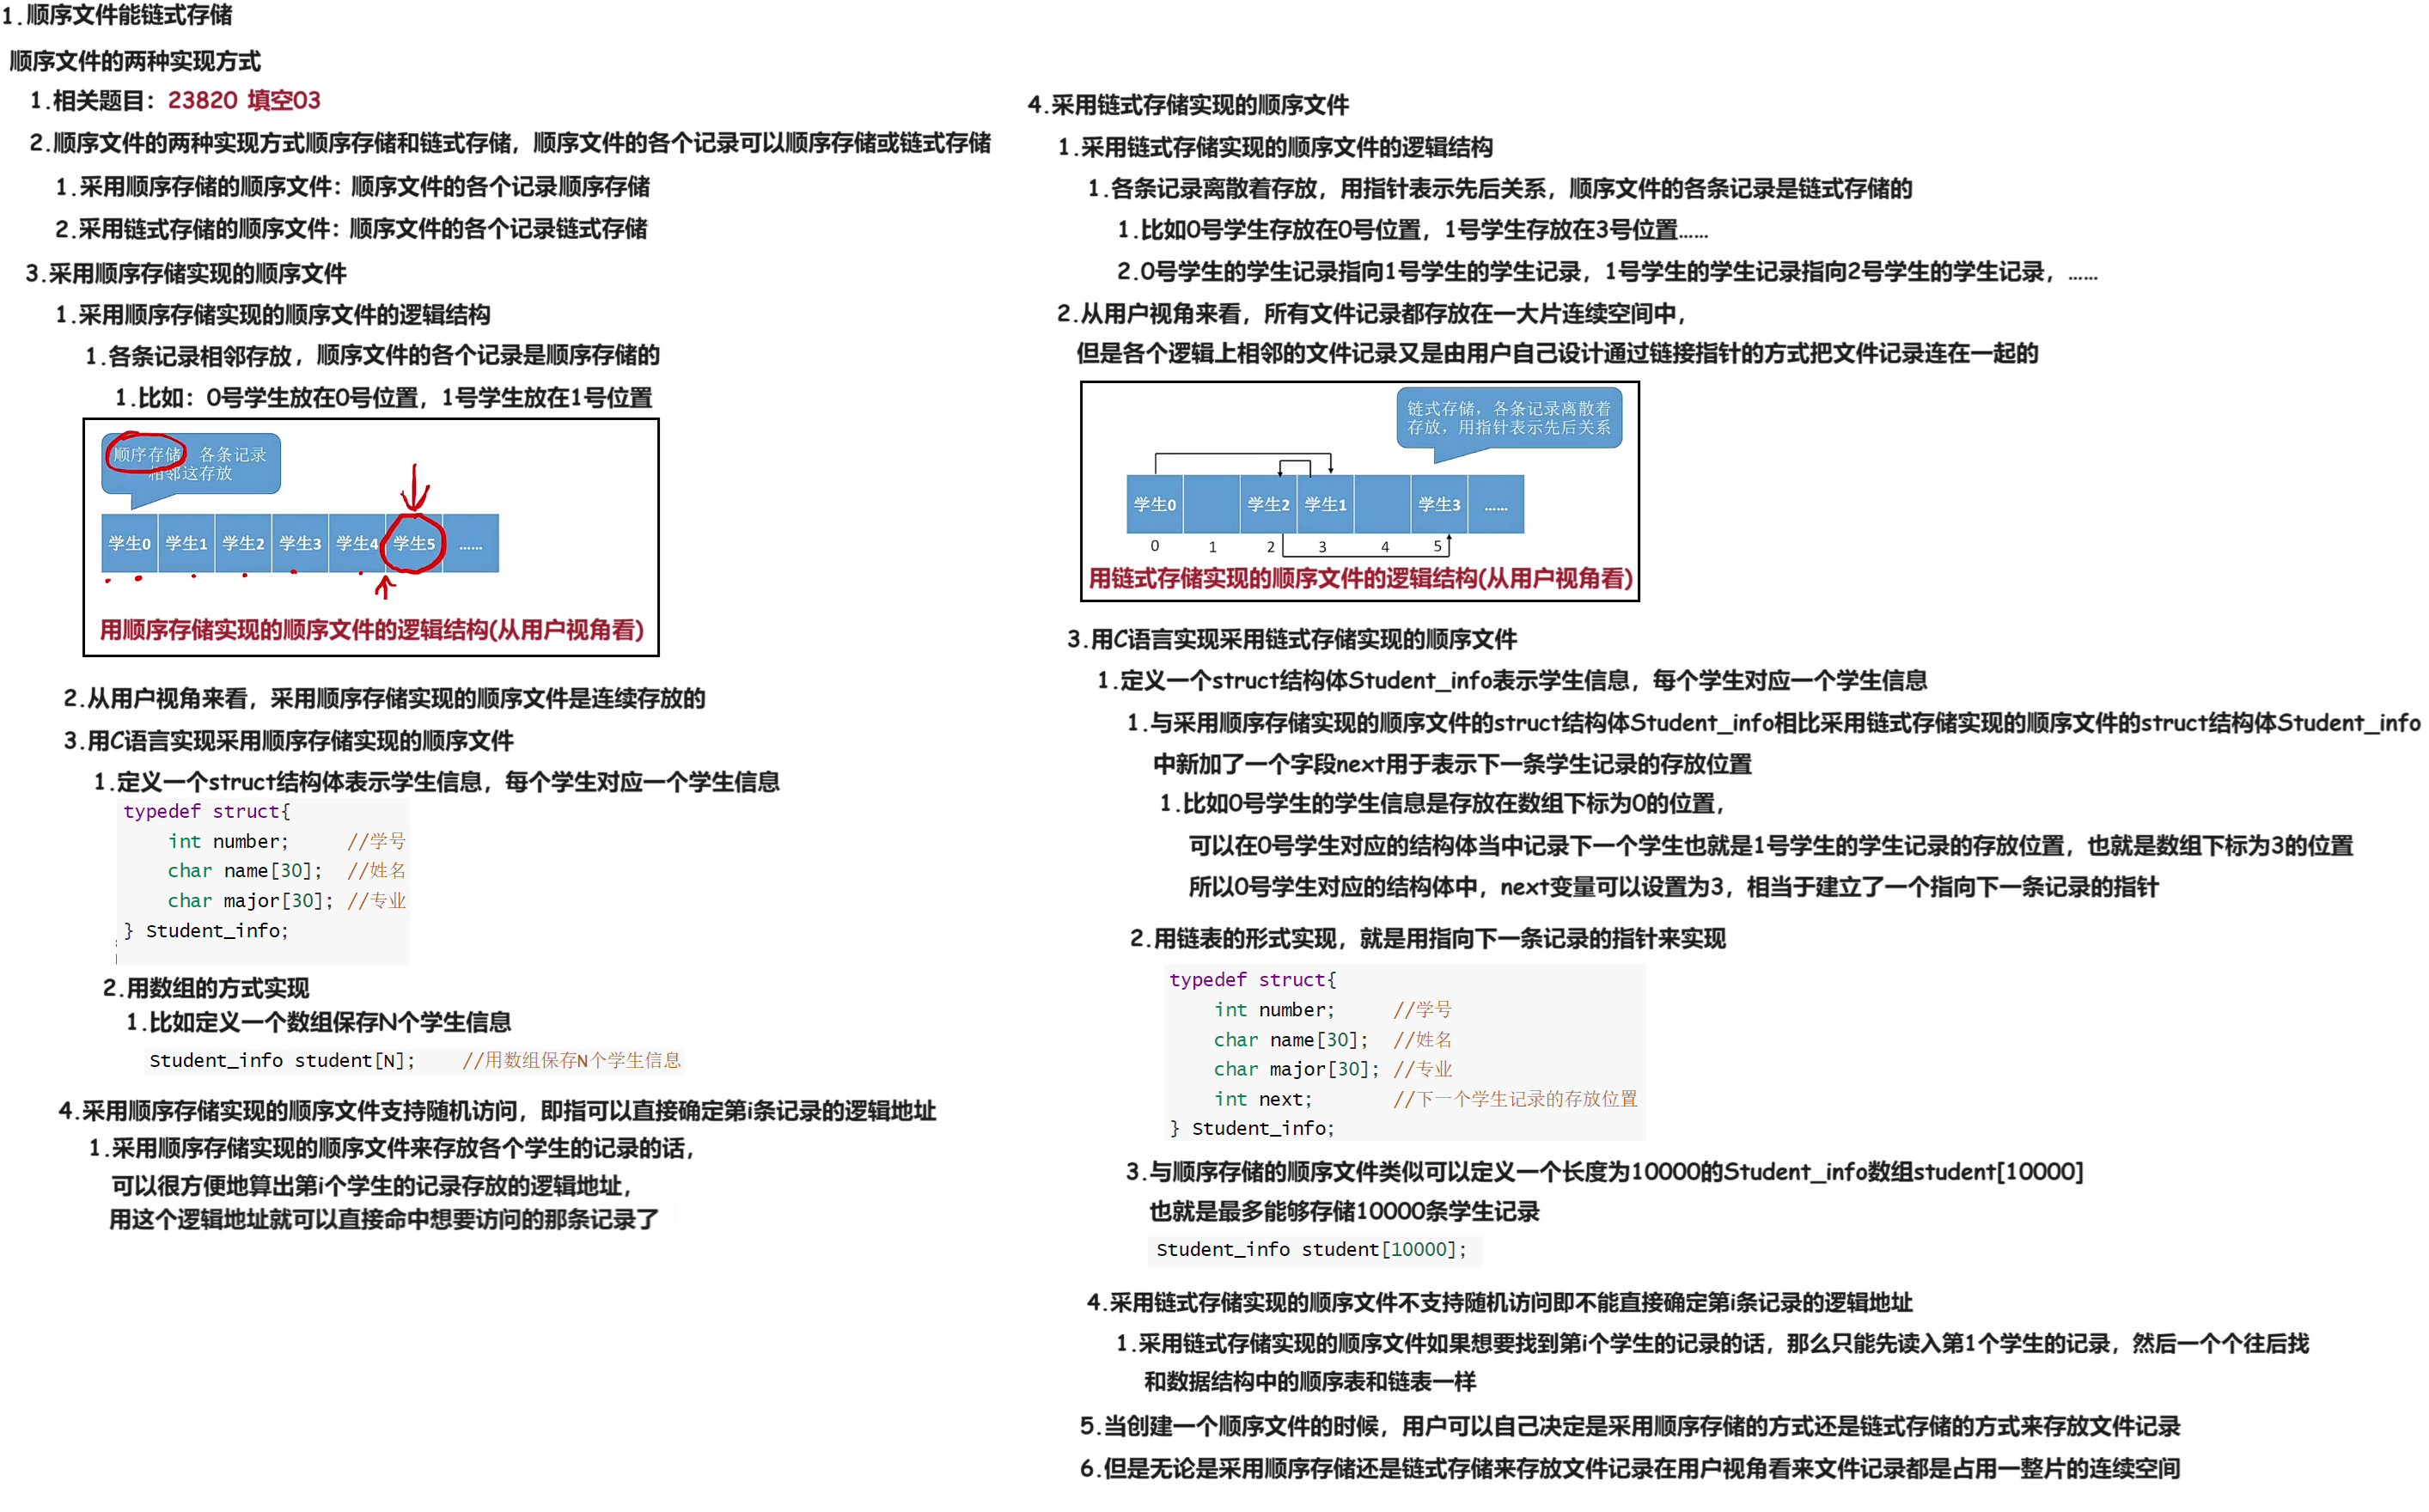 1.顺序文件能链式存储
顺序文件的两种实现方式
1.相关题目：23820 填空03
2.顺序文件的两种实现方式顺序存储和链式存储，顺序文件的各个记录可以顺序存储或链式存储
1.采用顺序存储的顺序文件：顺序文件的各个记录顺序存储
2.采用链式存储的顺序文件：顺序文件的各个记录链式存储
3.采用顺序存储实现的顺序文件
1.采用顺序存储实现的顺序文件的逻辑结构
1.各条记录相邻存放，顺序文件的各个记录是顺序存储的
1.比如：0号学生放在0号位置，1号学生放在1号位置
顺序存储 各条记录
相邻这存放
学生0 学生1 学生2 学生3 学生4 学生5 ……
用顺序存储实现的顺序文件的逻辑结构(从用户视角看)
2.从用户视角来看，采用顺序存储实现的顺序文件是连续存放的
3.用C语言实现采用顺序存储实现的顺序文件
1.定义一个struct结构体表示学生信息，每个学生对应一个学生信息
typedef struct{
int number; //学号
char name[30]; //姓名
char major[30]; //专业
} Student_info;
2.用数组的方式实现
1.比如定义一个数组保存N个学生信息
Student_info student[N]; //用数组保存N个学生信息
4.采用顺序存储实现的顺序文件支持随机访问，即指可以直接确定第i条记录的逻辑地址
1.采用顺序存储实现的顺序文件来存放各个学生的记录的话，
可以很方便地算出第i个学生的记录存放的逻辑地址，
用这个逻辑地址就可以直接命中想要访问的那条记录了
4.采用链式存储实现的顺序文件
1.采用链式存储实现的顺序文件的逻辑结构
1.各条记录离散着存放，用指针表示先后关系，顺序文件的各条记录是链式存储的
1.比如0号学生存放在0号位置，1号学生存放在3号位置……
2.0号学生的学生记录指向1号学生的学生记录，1号学生的学生记录指向2号学生的学生记录，……
2.从用户视角来看，所有文件记录都存放在一大片连续空间中，
但是各个逻辑上相邻的文件记录又是由用户自己设计通过链接指针的方式把文件记录连在一起的
链式存储，各条记录离散着
存放，用指针表示先后关系
学生0 学生2 学生1 学生3 ……
0 1 2 3 4 5
用链式存储实现的顺序文件的逻辑结构(从用户视角看)
3.用C语言实现采用链式存储实现的顺序文件
1.定义一个struct结构体Student_info表示学生信息，每个学生对应一个学生信息
1.与采用顺序存储实现的顺序文件的struct结构体Student_info相比采用链式存储实现的顺序文件的struct结构体Student_info
中新加了一个字段next用于表示下一条学生记录的存放位置
1.比如0号学生的学生信息是存放在数组下标为0的位置，
可以在0号学生对应的结构体当中记录下一个学生也就是1号学生的学生记录的存放位置，也就是数组下标为3的位置
所以0号学生对应的结构体中，next变量可以设置为3，相当于建立了一个指向下一条记录的指针
2.用链表的形式实现，就是用指向下一条记录的指针来实现
typedef struct{
int number; //学号
char name[30]; //姓名
char major[30]; //专业
int next; //下一个学生记录的存放位置
} Student_info;
3.与顺序存储的顺序文件类似可以定义一个长度为10000的Student_info数组student[10000]
也就是最多能够存储10000条学生记录
Student_info student[10000];
4.采用链式存储实现的顺序文件不支持随机访问即不能直接确定第i条记录的逻辑地址
1.采用链式存储实现的顺序文件如果想要找到第i个学生的记录的话，那么只能先读入第1个学生的记录，然后一个个往后找
和数据结构中的顺序表和链表一样
5.当创建一个顺序文件的时候，用户可以自己决定是采用顺序存储的方式还是链式存储的方式来存放文件记录
6.但是无论是采用顺序存储还是链式存储来存放文件记录在用户视角看来文件记录都是占用一整片的连续空间